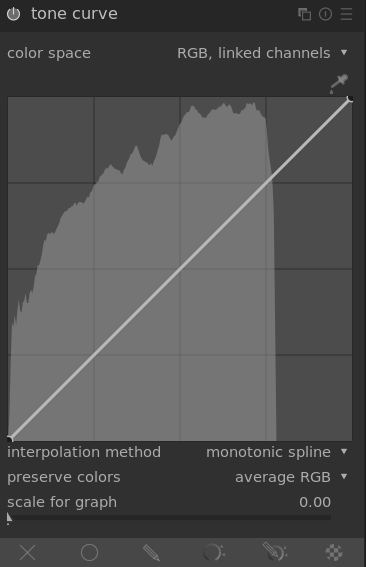 tone curve
color space RGB, linked channels
interpolation method monotonic spline
preserve colors average RGB
scale for graph 0.00